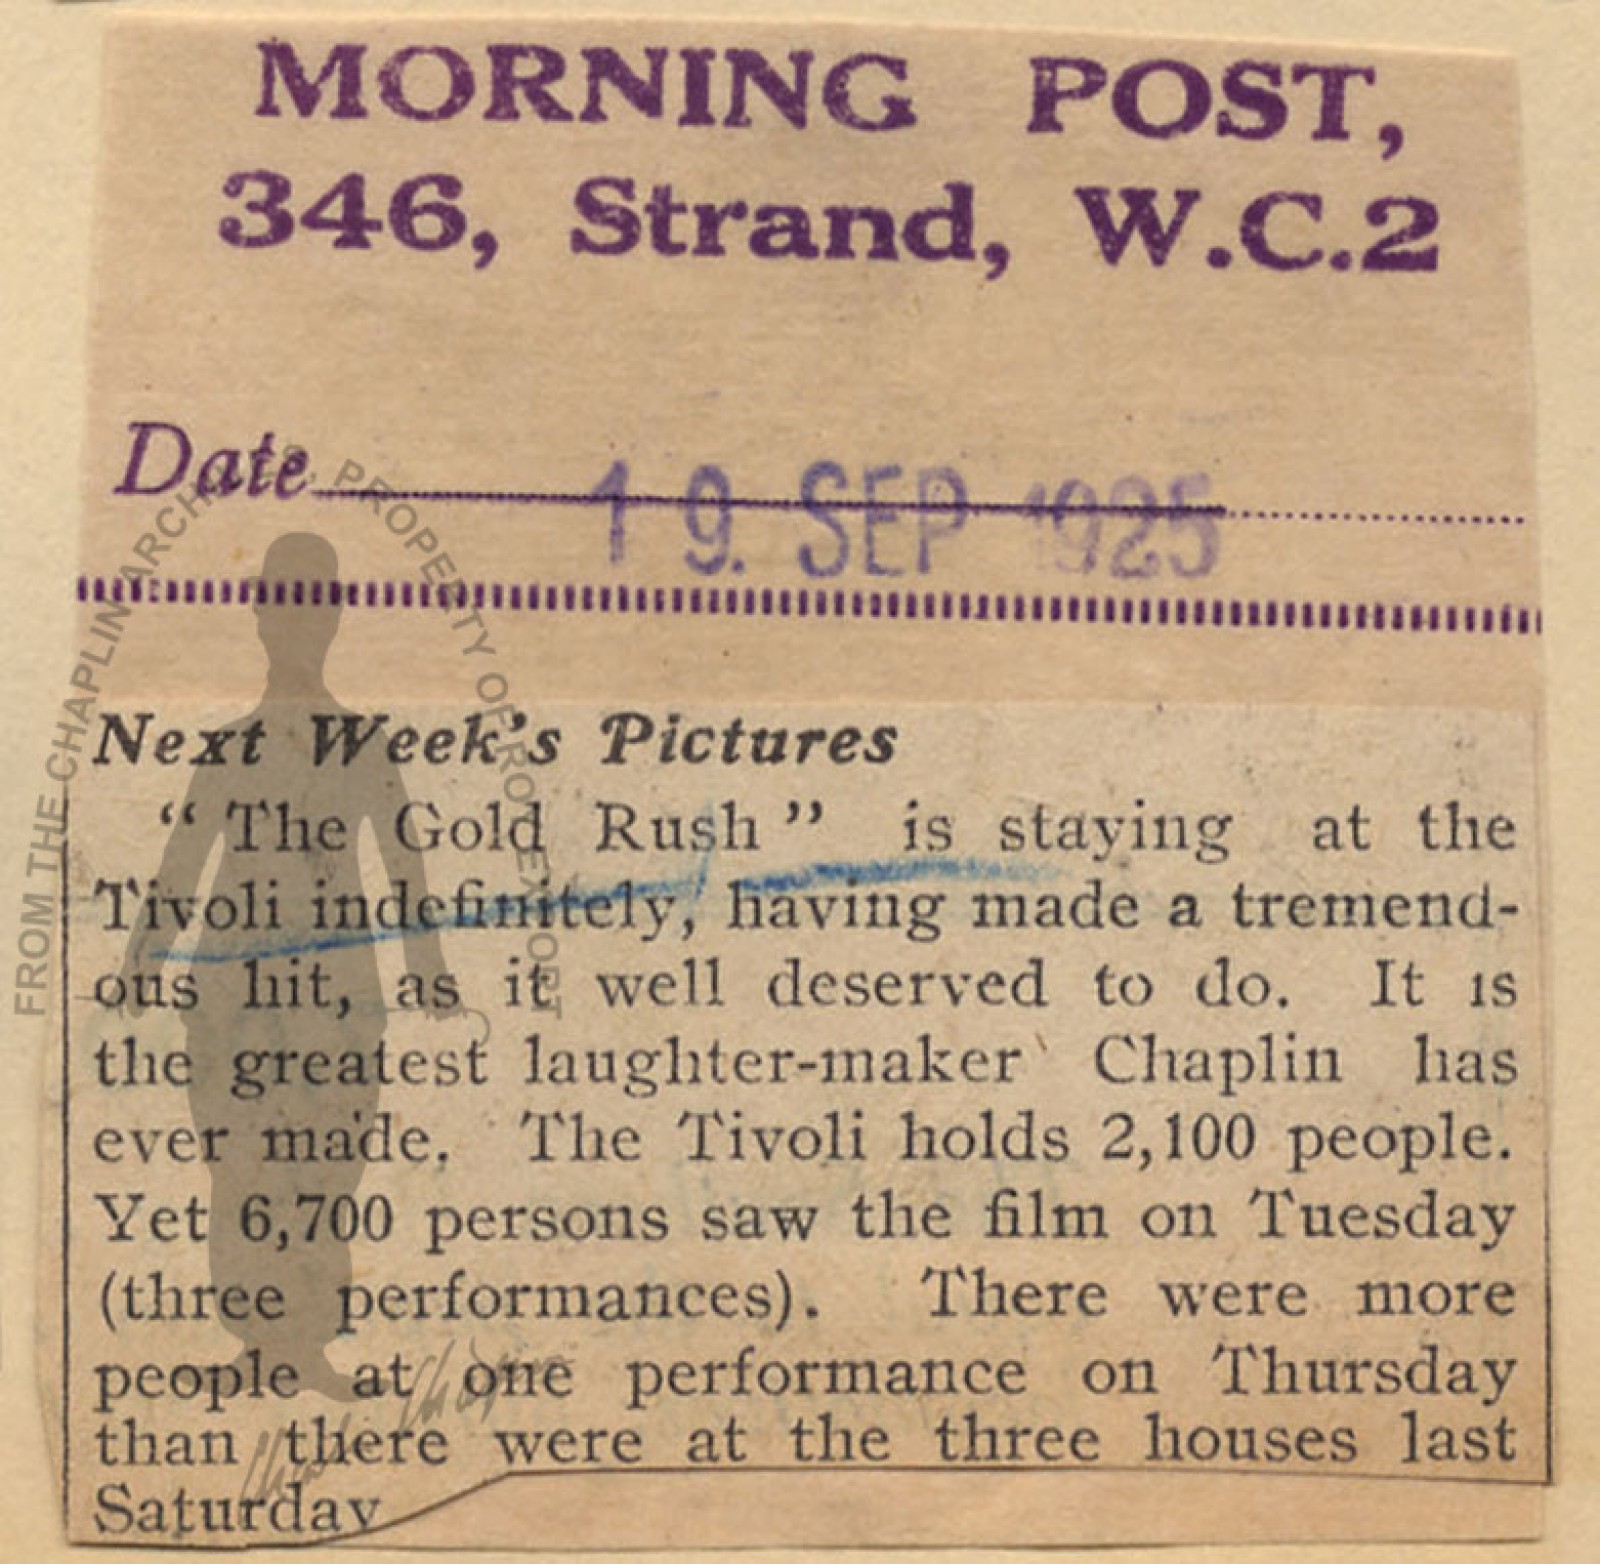 MORNING POST,
346, Strand, W.C.2
Date 19. SEP 1925
FROM THE CHAPLIN ARCHIVES, PROPERTY OF ROY EXPORT
Next Week's Pictures
“The Gold Rush” is staying at the
Tivoli indefinitely, having made a tremend-
ous hit, as it well deserved to do. It is
the greatest laughter-maker Chaplin has
ever made. The Tivoli holds 2,100 people.
Yet 6,700 persons saw the film on Tuesday
(three performances). There were more
people at one performance on Thursday
than there were at the three houses last
Saturday